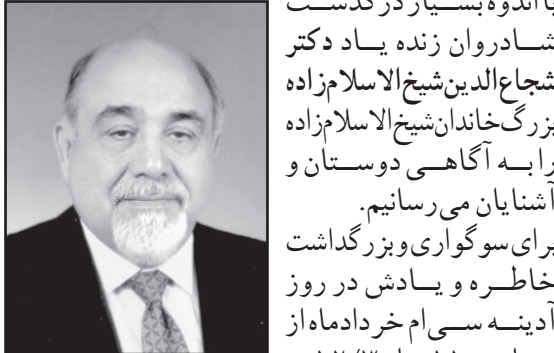 با اندوه بسیار درگذشت
شادروان زنده یاد دکتر
شجاع‌الدین شیخ‌الاسلام‌زاده
بزرگ خاندان شیخ‌الاسلام‌زاده
را به آگاهی دوستان و
آشنایان می‌رسانیم.
برای سوگواری و بزرگداشت
خاطره و یادش در روز
آدینه سی‌ام خردادماه از